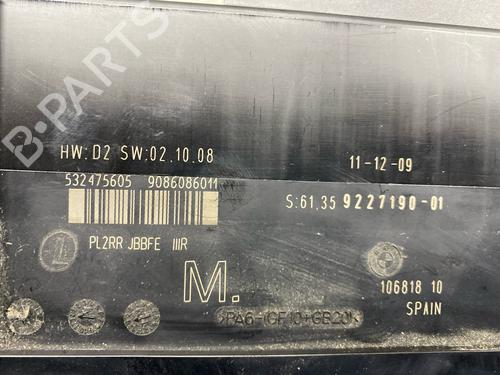 B-PARTS
HW:D2 SW:02.10.08
11-12-09
532475605 9086086011
S:61.35 9227190-01
PL2RR JBBFE IIIR
M.
106818 10
SPAIN